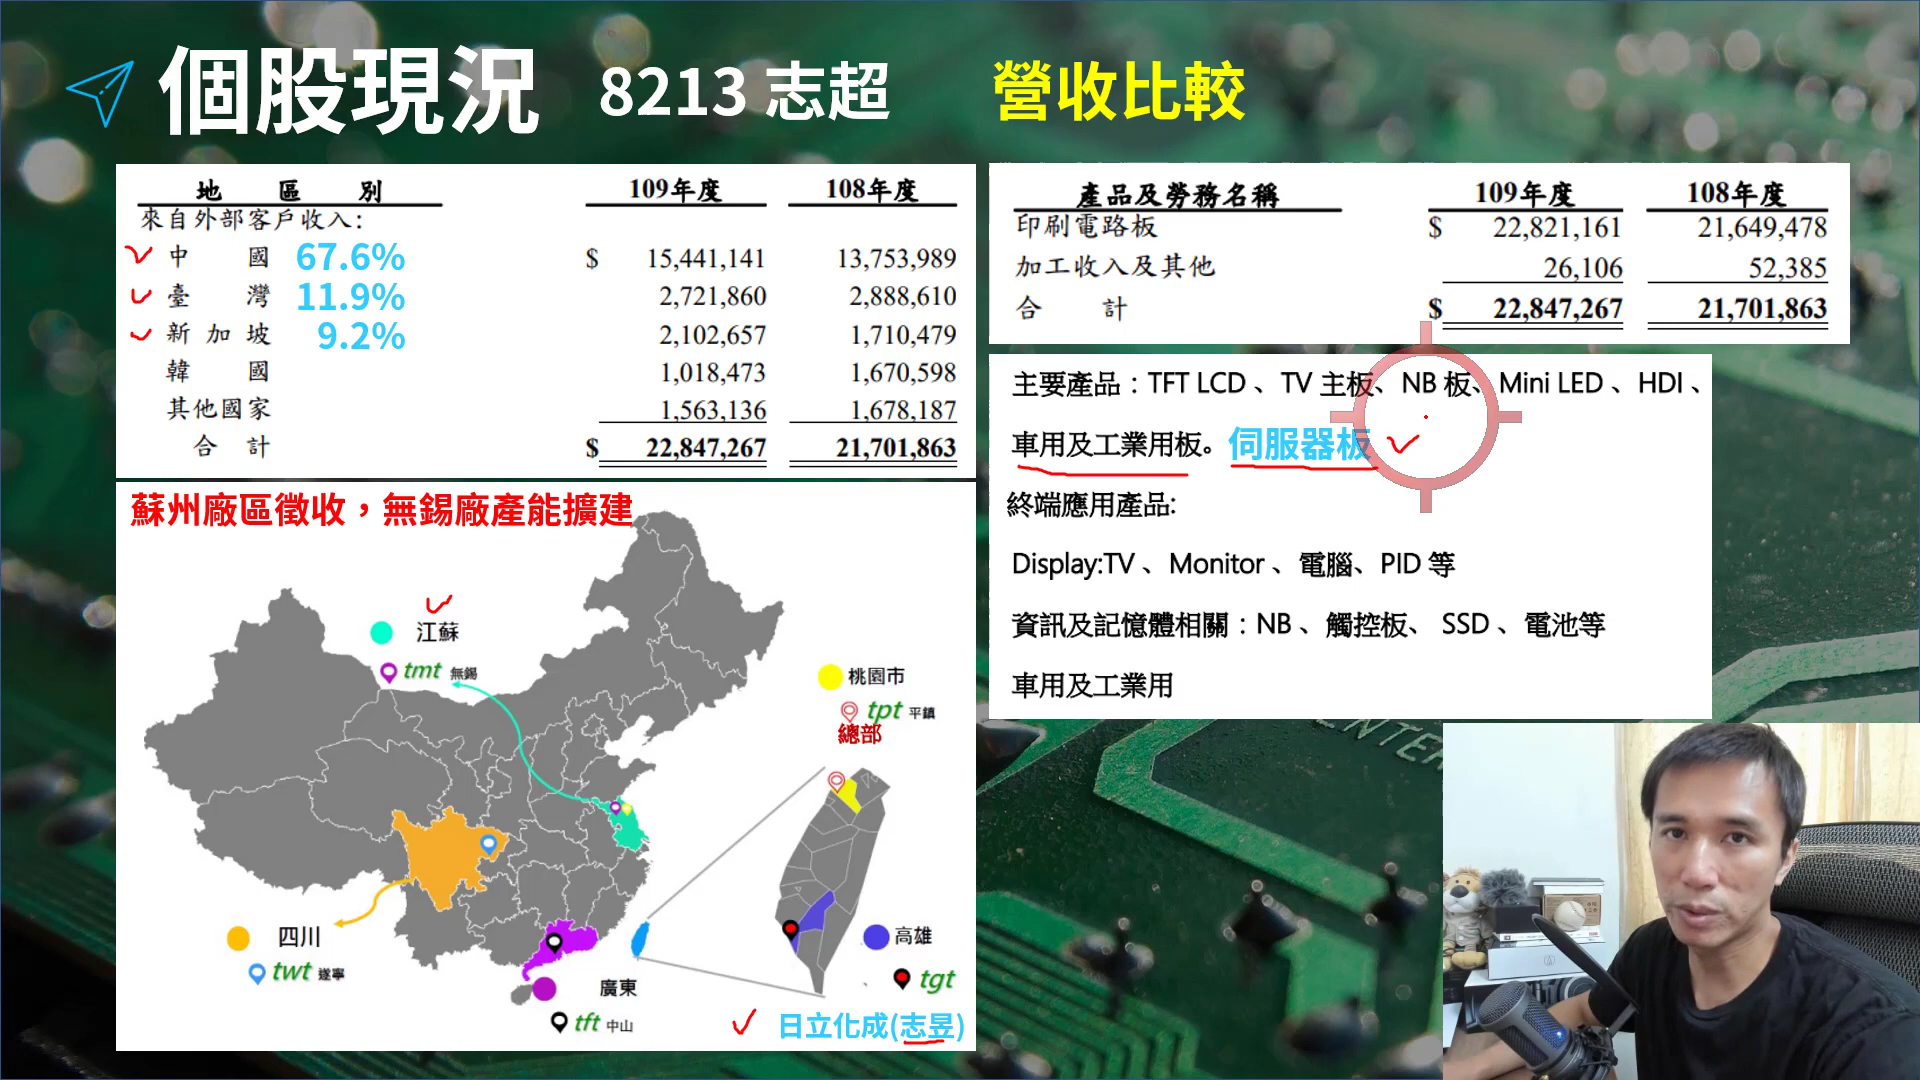 個股現況 8213 志超 營收比較
地區別 109年度 108年度
來自外部客戶收入:
中國 67.6% $ 15,441,141 13,753,989
臺灣 11.9% 2,721,860 2,888,610
新加坡 9.2% 2,102,657 1,710,479
韓國 1,018,473 1,670,598
其他國家 1,563,136 1,678,187
合計 $ 22,847,267 21,701,863
產品及勞務名稱 109年度 108年度
印刷電路板 $ 22,821,161 21,649,478
加工收入及其他 26,106 52,385
合計 $ 22,847,267 21,701,863
主要產品：TFT LCD、TV 主板、NB 板、Mini LED、HDI、
車用及工業用板。伺服器板
終端應用產品:
Display:TV、Monitor、電腦、PID 等
資訊及記憶體相關：NB、觸控板、SSD、電池等
車用及工業用
蘇州廠區徵收，無錫廠產能擴建
江蘇
tmt 無錫
桃園市
tpt 平鎮
總部
四川
twt 遂寧
高雄
tgt
廣東
tft 中山
日立化成(志昱)